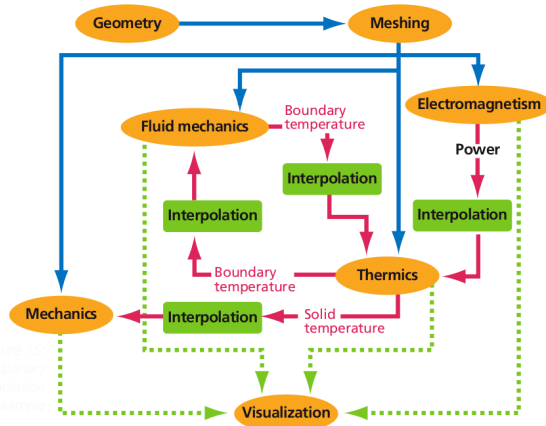 Geometry
Meshing
Electromagnetism
Boundary
temperature
Fluid mechanics
Power
Interpolation
Interpolation
Interpolation
Boundary
temperature
Thermics
Mechanics
Interpolation
Solid
temperature
Visualization